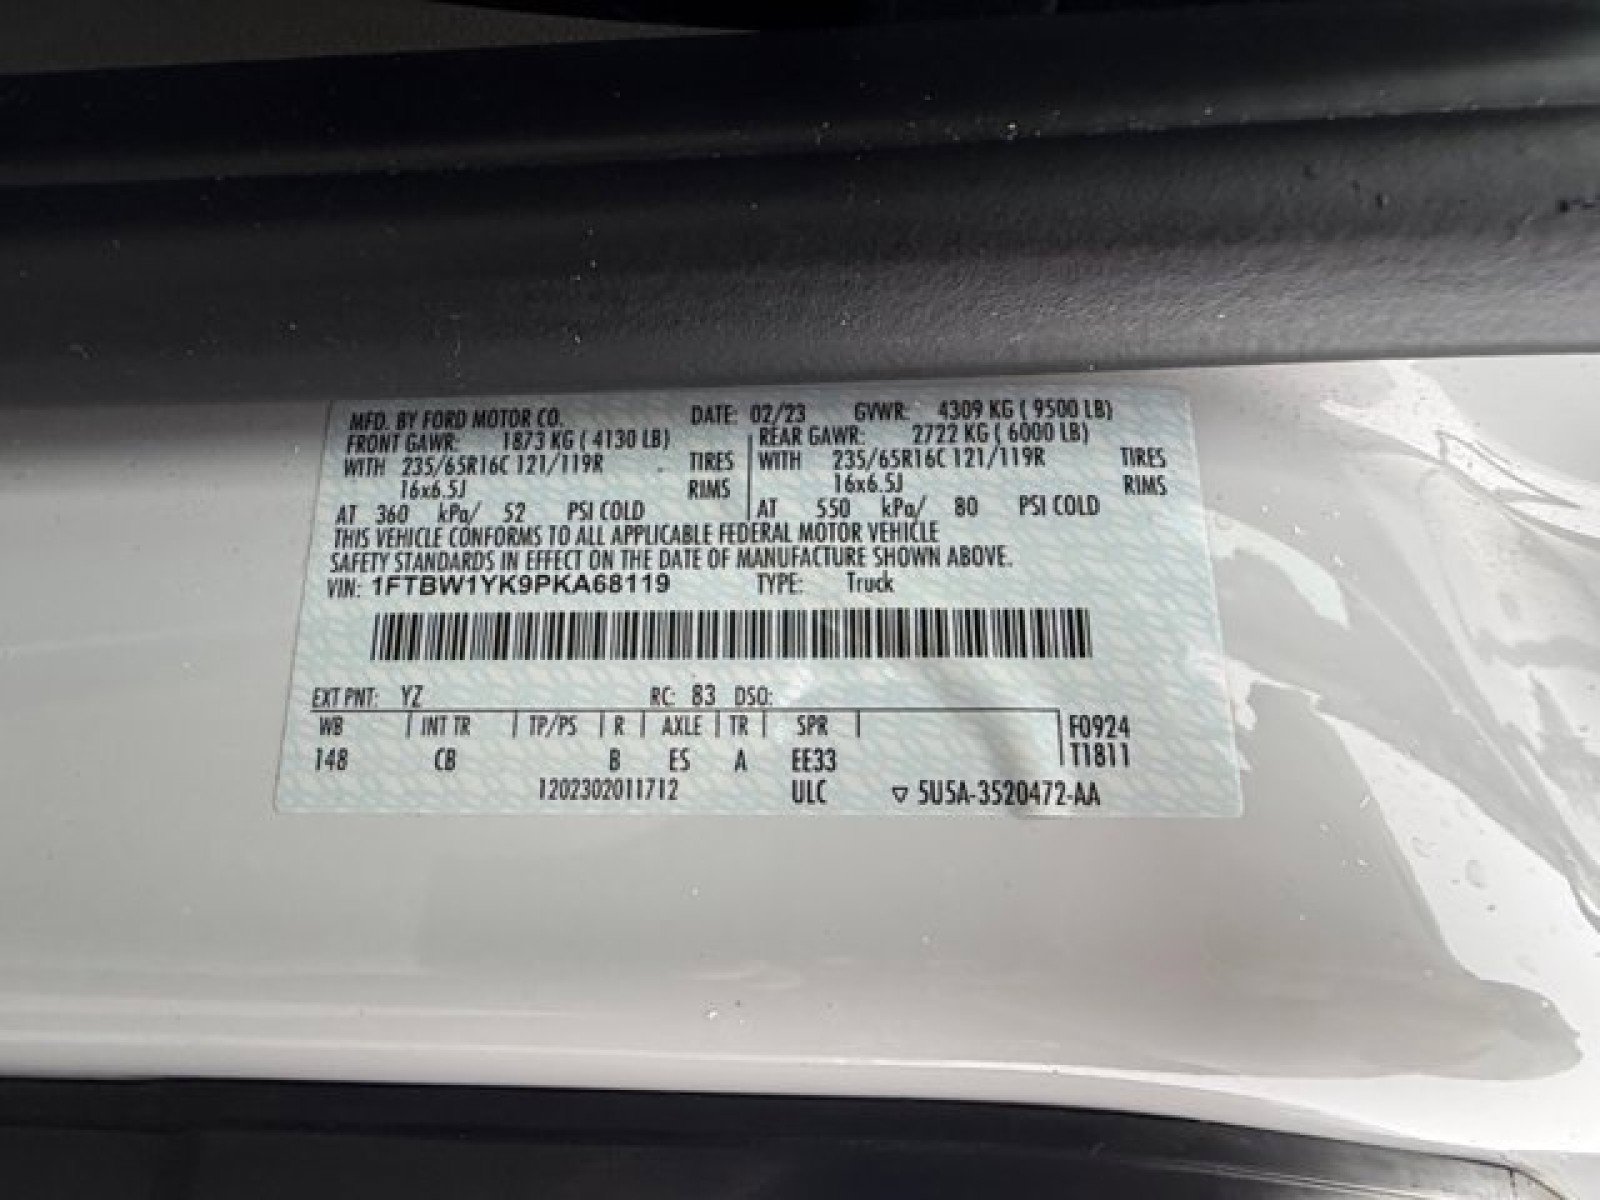 MFD. BY FORD MOTOR CO. DATE: 02/23 GVWR: 4309 KG ( 9500 LB)
FRONT GAWR: 1873 KG ( 4130 LB) REAR GAWR: 2722 KG ( 6000 LB)
WITH 235/65R16C 121/119R TIRES WITH 235/65R16C 121/119R TIRES
16x6.5J RIMS 16x6.5J RIMS
AT 360 kPa/ 52 PSI COLD AT 550 kPa/ 80 PSI COLD
THIS VEHICLE CONFORMS TO ALL APPLICABLE FEDERAL MOTOR VEHICLE
SAFETY STANDARDS IN EFFECT ON THE DATE OF MANUFACTURE SHOWN ABOVE.
VIN: 1FTBW1YK9PKA68119 TYPE: Truck
EXT PNT: YZ RC: 83 DSO:
WB INT TR TP/PS R AXLE TR SPR F0924
148 CB B ES A EE33 T1811
1202302011712 ULC ▽ 5U5A-3520472-AA